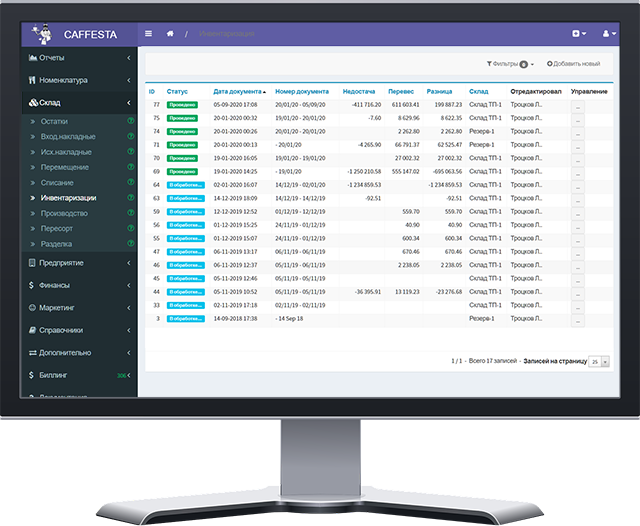 CAFFESTA / Инвентаризации
Отчеты
Номенклатура
Склад
Остатки
Вход.накладные
Исх.накладные
Перемещение
Списание
Инвентаризации
Производство
Пересорт
Разделка
Предприятие
Финансы
Маркетинг
Справочники
Дополнительно
Биллинг
Фильтры Добавить новый
ID Статус Дата документа Номер документа Недостача Перевес Разница Склад Отредактировал Управление
77 Проведено 05-09-2020 17:08 20/01/20 - 05/09/20 -411 716.20 611 603.41 199 887.23 Склад ТП-1 Троцков Л.. ...
75 Проведено 20-01-2020 00:32 19/01/20 - 20/01/20 -7.60 8 629.96 8 622.35 Склад ТП-1 Троцков Л.. ...
74 Проведено 20-01-2020 00:26 20/01/20 - 20/01/20 2 262.80 2 262.80 Резерв-1 Троцков Л.. ...
71 Проведено 20-01-2020 00:13 - 20/01/20 -4 265.90 66 791.37 62 525.47 Резерв-1 Троцков Л.. ...
70 Проведено 19-01-2020 16:05 19/01/20 - 19/01/20 27 002.32 27 002.32 Склад ТП-1 Троцков Л.. ...
69 Проведено 19-01-2020 14:25 - 19/01/20 -1 250 210.58 555 147.02 -695 063.56 Склад ТП-1 Троцков Л.. ...
64 В обработке... 02-01-2020 16:07 14/12/19 - 02/01/20 -1 234 859.53 -1 234 859.53 Склад ТП-1 Троцков Л.. ...
63 В обработке... 14-12-2019 18:09 14/12/19 - 14/12/19 -92.51 -92.51 Склад ТП-1 Троцков Л.. ...
59 В обработке... 12-12-2019 12:52 01/12/19 - 12/12/19 559.70 559.70 Склад ТП-1 Троцков Л.. ...
56 В обработке... 01-12-2019 15:25 24/11/19 - 01/12/19 40.90 40.90 Склад ТП-1 Троцков Л.. ...
55 В обработке... 01-12-2019 15:07 24/11/19 - 01/12/19 600.34 600.34 Склад ТП-1 Троцков Л.. ...
47 В обработке... 06-11-2019 13:17 06/11/19 - 06/11/19 670.46 670.46 Склад ТП-1 Троцков Л.. ...
46 В обработке... 06-11-2019 12:37 05/11/19 - 06/11/19 2 238.05 2 238.05 Склад ТП-1 Троцков Л.. ...
45 В обработке... 05-11-2019 12:46 05/11/19 - 05/11/19 Склад ТП-1 Троцков Л.. ...
44 В обработке... 05-11-2019 10:52 02/11/19 - 05/11/19 -36 395.91 13 119.23 -23 276.68 Склад ТП-1 Троцков Л.. ...
33 В обработке... 02-11-2019 17:18 02/11/19 - 02/11/19 Склад ТП-1 Троцков Л.. ...
3 В обработке... 14-09-2018 17:38 - 14 Sep 18 Резерв-1 Троцков Л.. ...
1 / 1 - Всего 17 записей - Записей на страницу 25